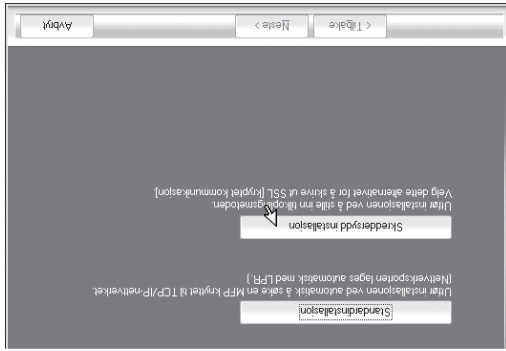 Standardinstallasjon
Utfør installasjonen ved automatisk å søke en MFP knyttet til TCP/IP-nettverket.
(Nettverksporten lages automatisk med LPR.)
Skreddersydd installasjon
Utfør installasjonen ved å stille inn tilkoplingsmetoden.
Velg dette alternativet for å skrive ut SSL [kryptet kommunikasjon].
< Tilbake
Neste >
Avbryt